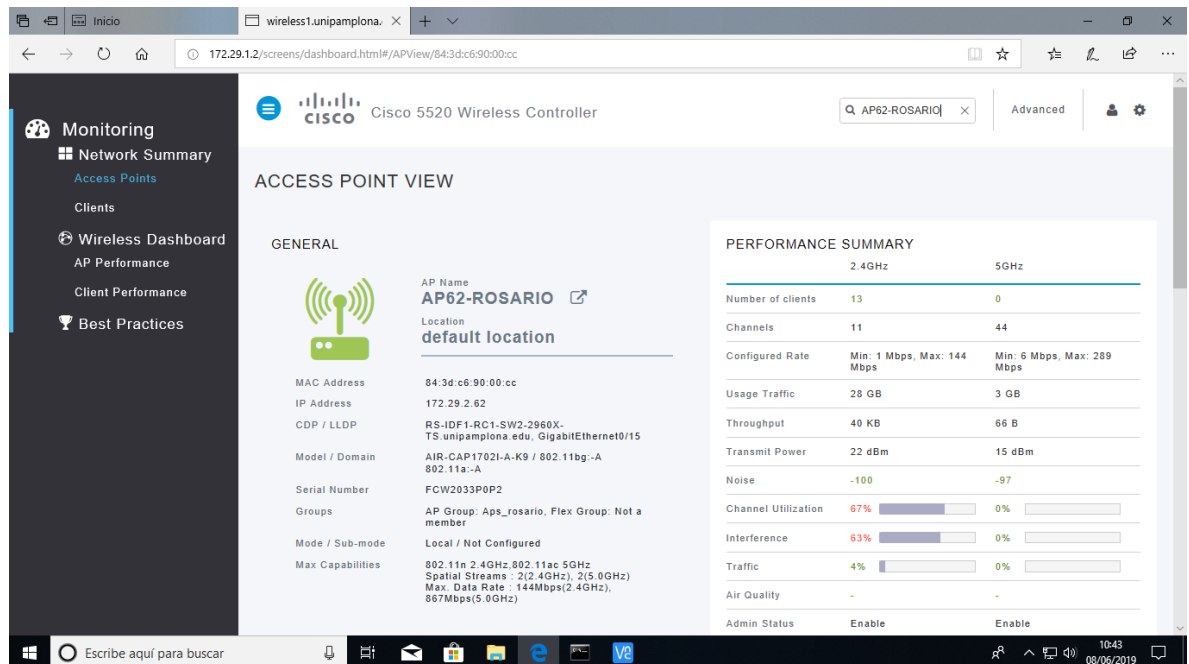 Inicio
wireless1.unipamplona.
172.29.1.2/screens/dashboard.html#/APView/84:3d:c6:90:00:cc
Monitoring
Network Summary
Access Points
Clients
Wireless Dashboard
AP Performance
Client Performance
Best Practices
CISCO
Cisco 5520 Wireless Controller
AP62-ROSARIO
Advanced
ACCESS POINT VIEW
GENERAL
AP Name
AP62-ROSARIO
Location
default location
MAC Address 84:3d:c6:90:00:cc
IP Address 172.29.2.62
CDP / LLDP RS-IDF1-RC1-SW2-2960X-
TS.unipamplona.edu, GigabitEthernet0/15
Model / Domain AIR-CAP1702I-A-K9 / 802.11bg:-A
802.11a:-A
Serial Number FCW2033P0P2
Groups AP Group: Aps_rosario, Flex Group: Not a
member
Mode / Sub-mode Local / Not Configured
Max Capabilities 802.11n 2.4GHz,802.11ac 5GHz
Spatial Streams : 2(2.4GHz), 2(5.0GHz)
Max. Data Rate : 144Mbps(2.4GHz),
867Mbps(5.0GHz)
PERFORMANCE SUMMARY
2.4GHz 5GHz
Number of clients 13 0
Channels 11 44
Configured Rate Min: 1 Mbps, Max: 144 Min: 6 Mbps, Max: 289
Mbps Mbps
Usage Traffic 28 GB 3 GB
Throughput 40 KB 66 B
Transmit Power 22 dBm 15 dBm
Noise -100 -97
Channel Utilization 67% 0%
Interference 63% 0%
Traffic 4% 0%
Air Quality - -
Admin Status Enable Enable
Escribe aquí para buscar
10:43
08/06/2019